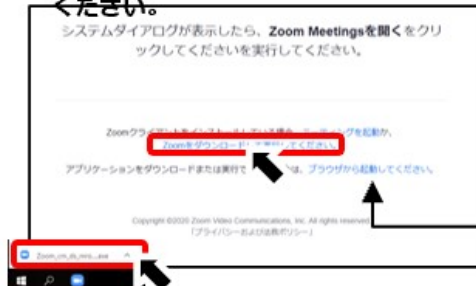 ください。
システムダイアログが表示したら、Zoom Meetingsを開くをクリ
ックしてくださいを実行してください。
Zoomクライアントをインストールしている場合、ミーティングを起動か、
Zoomをダウンロードして実行してください。
アプリケーションをダウンロードまたは実行で は、ブラウザから起動してください。
Copyright ©2020 Zoom Video Communications, Inc. All rights reserved.
「プライバシーおよび法務ポリシー」
Zoom_cm_ds_mro....exe